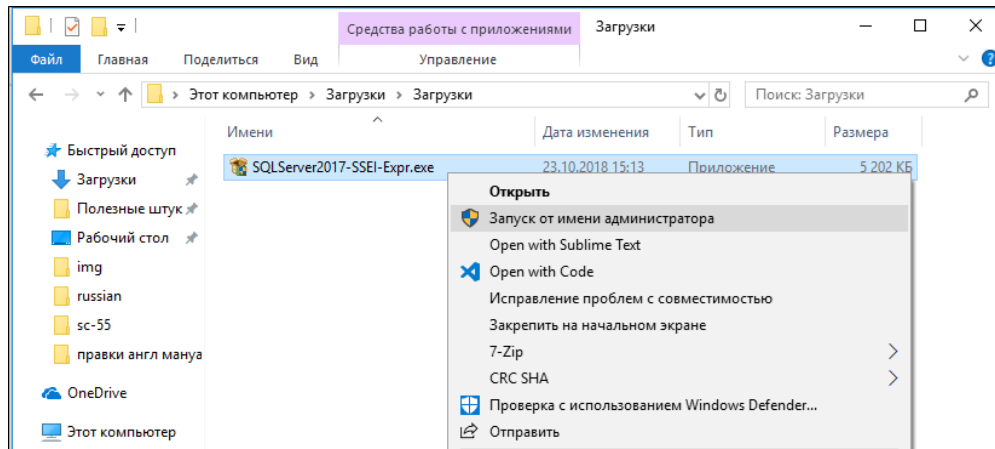 Средства работы с приложениями Загрузки
Файл Главная Поделиться Вид Управление
Этот компьютер > Загрузки > Загрузки Поиск: Загрузки
Имени Дата изменения Тип Размера
Быстрый доступ
SQLServer2017-SSEI-Expr.exe 23.10.2018 15:13 Приложение 5 202 КБ
Загрузки
Полезные штук
Рабочий стол
img
russian
sc-55
правки англ мануа
OneDrive
Этот компьютер
Открыть
Запуск от имени администратора
Open with Sublime Text
Open with Code
Исправление проблем с совместимостью
Закрепить на начальном экране
7-Zip
CRC SHA
Проверка с использованием Windows Defender...
Отправить